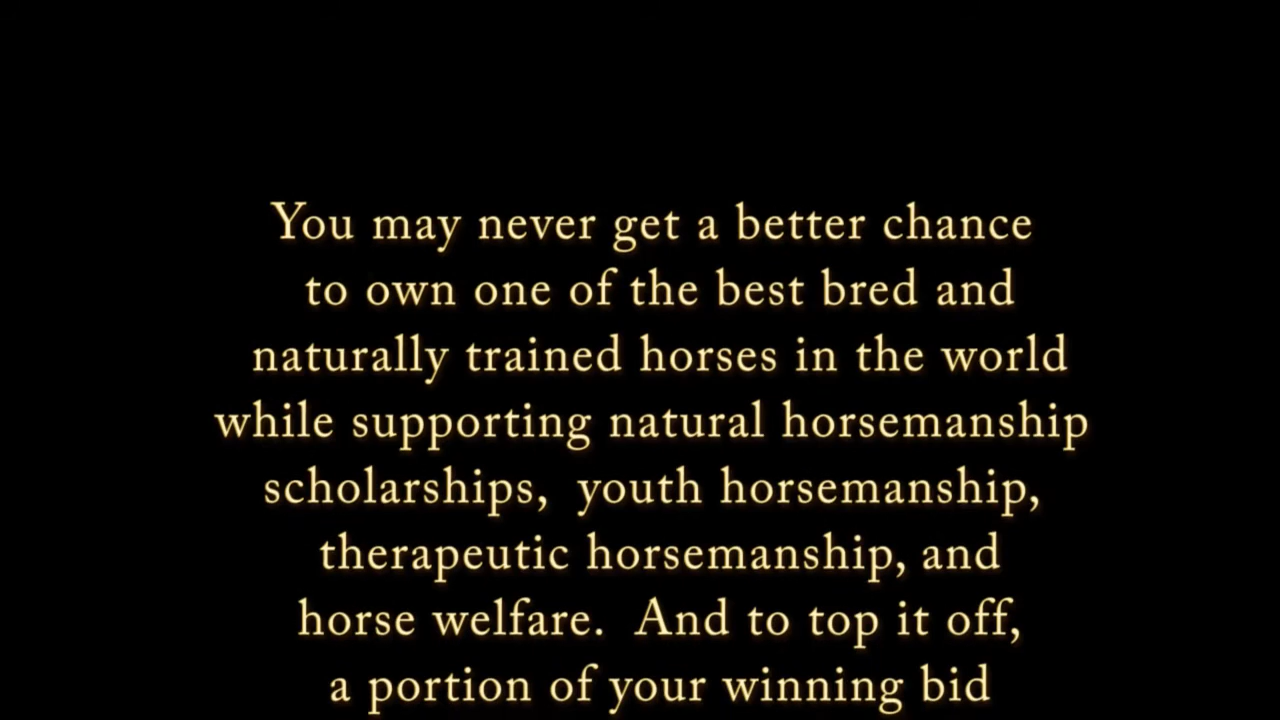 You may never get a better chance
to own one of the best bred and
naturally trained horses in the world
while supporting natural horsemanship
scholarships,  youth horsemanship,
therapeutic horsemanship, and
horse welfare.  And to top it off,
a portion of your winning bid